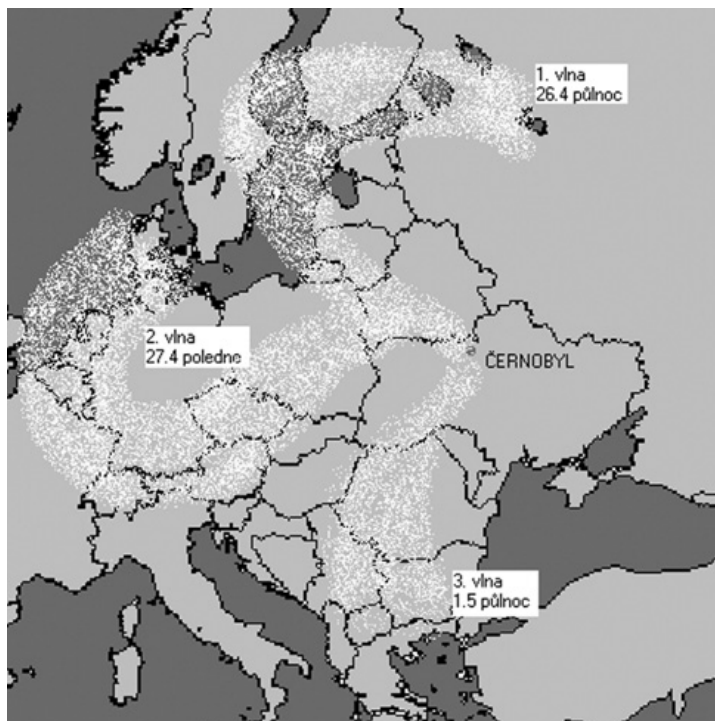 1. vlna
26.4 půlnoc
2. vlna
27.4 poledne
ČERNOBYL
3. vlna
1.5 půlnoc